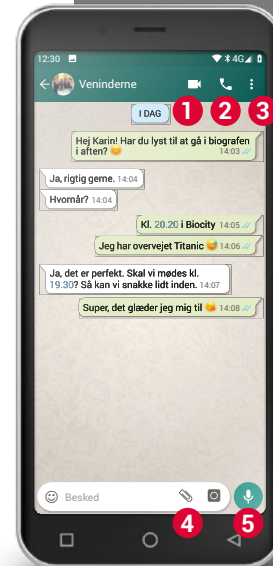 12:30 4G
Veninderne
I DAG
1 2 3
Hej Karin! Har du lyst til at gå i biografen
i aften? 😊 14:03
Ja, rigtig gerne. 14:04
Hvornår? 14:04
Kl. 20.20 i Biocity 14:05
Jeg har overvejet Titanic 14:06
Ja, det er perfekt. Skal vi mødes kl.
19.30? Så kan vi snakke lidt inden. 14:07
Super, det glæder jeg mig til 14:08
Besked
4 5